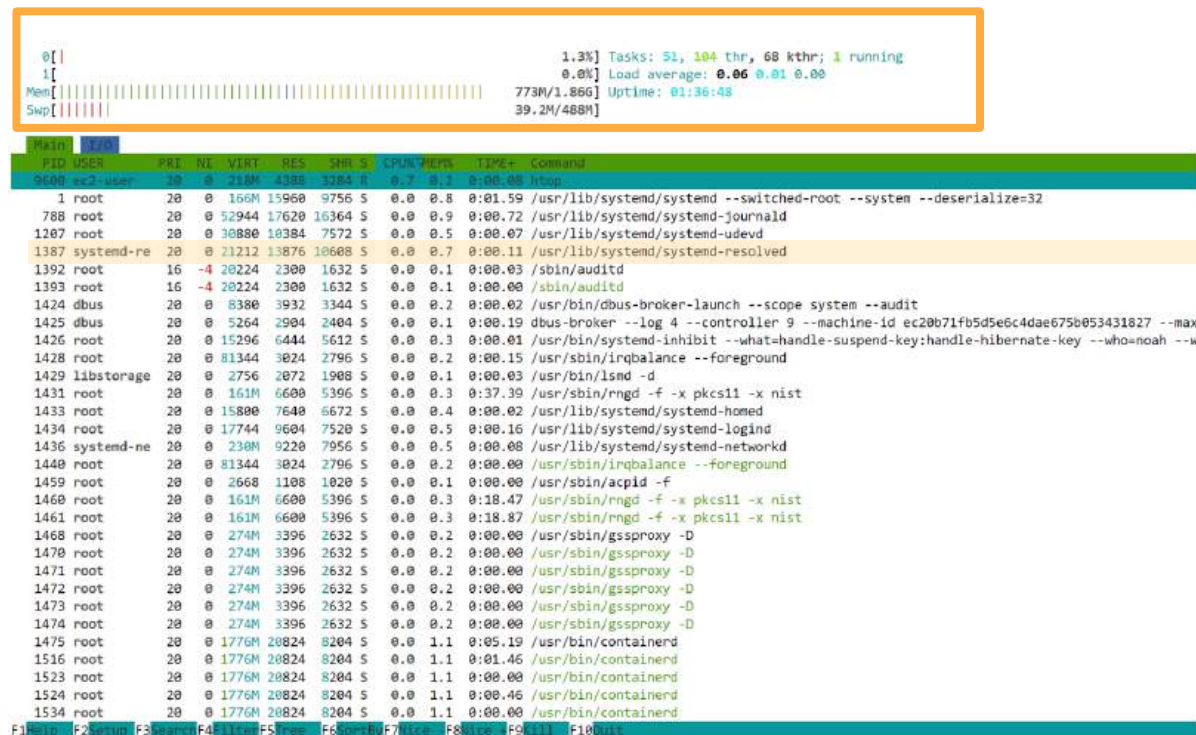 0[| 1.3%] Tasks: 51, 104 thr, 68 kthr; 1 running
1[ 0.0%] Load average: 0.06 0.01 0.00
Mem[||||||||||||||||||||||||||||||||||||||||||||||||| 773M/1.86G] Uptime: 01:36:48
Swp[||||||| 39.2M/488M]
Main I/O
PID USER PRI NI VIRT RES SHR S CPU%▽MEM% TIME+ Command
9600 ec2-user 20 0 218M 4388 3284 R 0.7 0.2 0:00.08 htop
1 root 20 0 166M 15960 9756 S 0.0 0.8 0:01.59 /usr/lib/systemd/systemd --switched-root --system --deserialize=32
788 root 20 0 52944 17620 16364 S 0.0 0.9 0:00.72 /usr/lib/systemd/systemd-journald
1207 root 20 0 30880 10384 7572 S 0.0 0.5 0:00.07 /usr/lib/systemd/systemd-udevd
1387 systemd-re 20 0 21212 13876 10608 S 0.0 0.7 0:00.11 /usr/lib/systemd/systemd-resolved
1392 root 16 -4 20224 2300 1632 S 0.0 0.1 0:00.03 /sbin/auditd
1393 root 16 -4 20224 2300 1632 S 0.0 0.1 0:00.00 /sbin/auditd
1424 dbus 20 0 8380 3932 3344 S 0.0 0.2 0:00.02 /usr/bin/dbus-broker-launch --scope system --audit
1425 dbus 20 0 5264 2904 2404 S 0.0 0.1 0:00.19 dbus-broker --log 4 --controller 9 --machine-id ec20b71fb5d5e6c4dae675b053431827 --max
1426 root 20 0 15296 6444 5612 S 0.0 0.3 0:00.01 /usr/bin/systemd-inhibit --what=handle-suspend-key:handle-hibernate-key --who=noah --w
1428 root 20 0 81344 3024 2796 S 0.0 0.2 0:00.15 /usr/sbin/irqbalance --foreground
1429 libstorage 20 0 2756 2072 1908 S 0.0 0.1 0:00.03 /usr/bin/lsmd -d
1431 root 20 0 161M 6600 5396 S 0.0 0.3 0:37.39 /usr/sbin/rngd -f -x pkcs11 -x nist
1433 root 20 0 15800 7640 6672 S 0.0 0.4 0:00.02 /usr/lib/systemd/systemd-homed
1434 root 20 0 17744 9604 7520 S 0.0 0.5 0:00.16 /usr/lib/systemd/systemd-logind
1436 systemd-ne 20 0 230M 9220 7956 S 0.0 0.5 0:00.08 /usr/lib/systemd/systemd-networkd
1440 root 20 0 81344 3024 2796 S 0.0 0.2 0:00.00 /usr/sbin/irqbalance --foreground
1459 root 20 0 2668 1108 1020 S 0.0 0.1 0:00.00 /usr/sbin/acpid -f
1460 root 20 0 161M 6600 5396 S 0.0 0.3 0:18.47 /usr/sbin/rngd -f -x pkcs11 -x nist
1461 root 20 0 161M 6600 5396 S 0.0 0.3 0:18.87 /usr/sbin/rngd -f -x pkcs11 -x nist
1468 root 20 0 274M 3396 2632 S 0.0 0.2 0:00.00 /usr/sbin/gssproxy -D
1470 root 20 0 274M 3396 2632 S 0.0 0.2 0:00.00 /usr/sbin/gssproxy -D
1471 root 20 0 274M 3396 2632 S 0.0 0.2 0:00.00 /usr/sbin/gssproxy -D
1472 root 20 0 274M 3396 2632 S 0.0 0.2 0:00.00 /usr/sbin/gssproxy -D
1473 root 20 0 274M 3396 2632 S 0.0 0.2 0:00.00 /usr/sbin/gssproxy -D
1474 root 20 0 274M 3396 2632 S 0.0 0.2 0:00.00 /usr/sbin/gssproxy -D
1475 root 20 0 1776M 20824 8204 S 0.0 1.1 0:05.19 /usr/bin/containerd
1516 root 20 0 1776M 20824 8204 S 0.0 1.1 0:01.46 /usr/bin/containerd
1523 root 20 0 1776M 20824 8204 S 0.0 1.1 0:00.00 /usr/bin/containerd
1524 root 20 0 1776M 20824 8204 S 0.0 1.1 0:00.46 /usr/bin/containerd
1534 root 20 0 1776M 20824 8204 S 0.0 1.1 0:00.00 /usr/bin/containerd
F1Help F2Setup F3SearchF4FilterF5Tree F6SortByF7Nice -F8Nice +F9Kill F10Quit